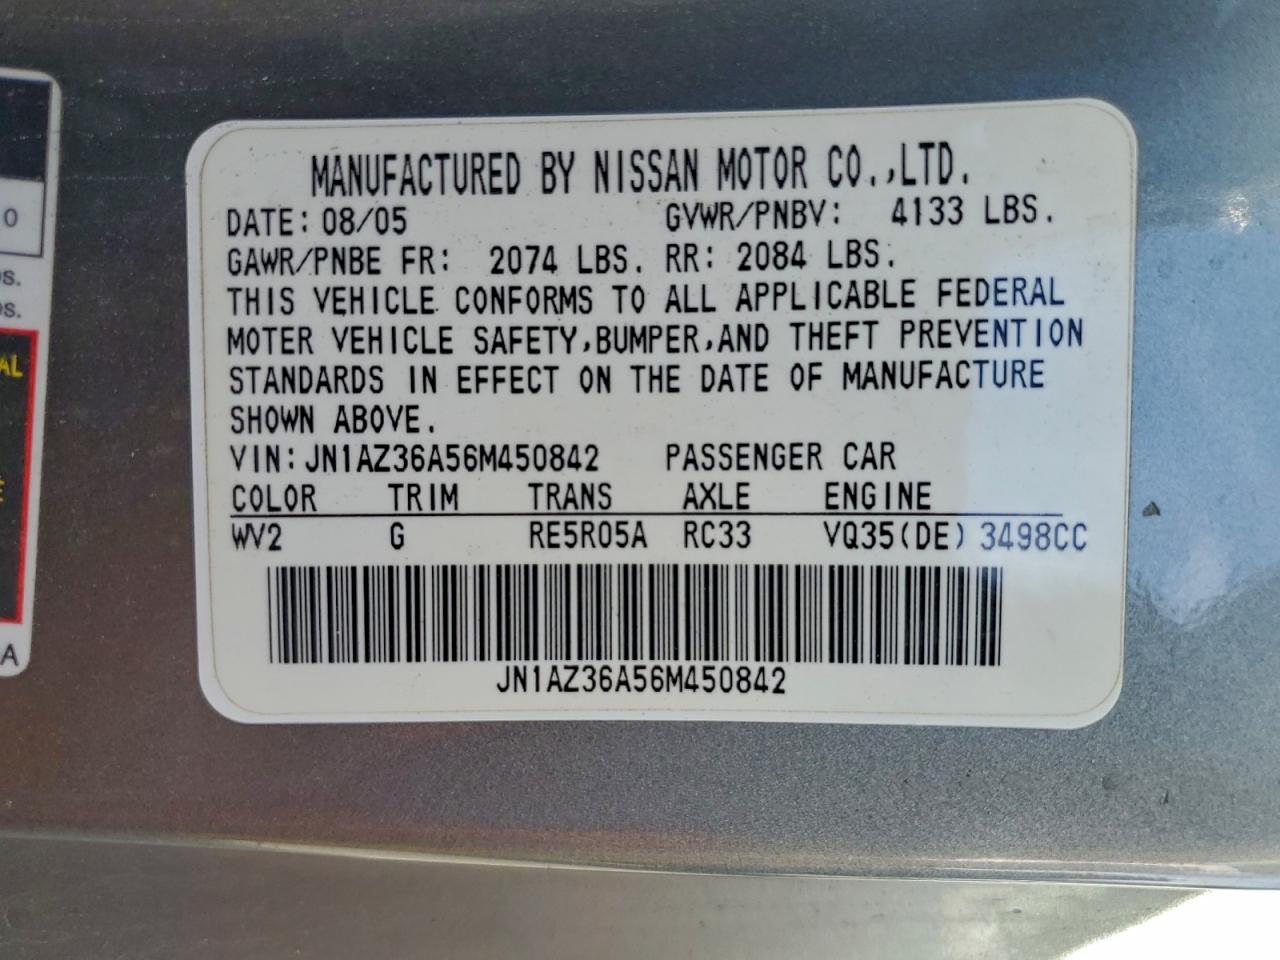 MANUFACTURED BY NISSAN MOTOR CO.,LTD.
DATE: 08/05 GVWR/PNBV: 4133 LBS.
GAWR/PNBE FR: 2074 LBS. RR: 2084 LBS.
THIS VEHICLE CONFORMS TO ALL APPLICABLE FEDERAL
MOTER VEHICLE SAFETY,BUMPER,AND THEFT PREVENTION
STANDARDS IN EFFECT ON THE DATE OF MANUFACTURE
SHOWN ABOVE.
VIN: JN1AZ36A56M450842 PASSENGER CAR
COLOR TRIM TRANS AXLE ENGINE
WV2 G RE5R05A RC33 VQ35(DE) 3498CC
JN1AZ36A56M450842
0
AL
A